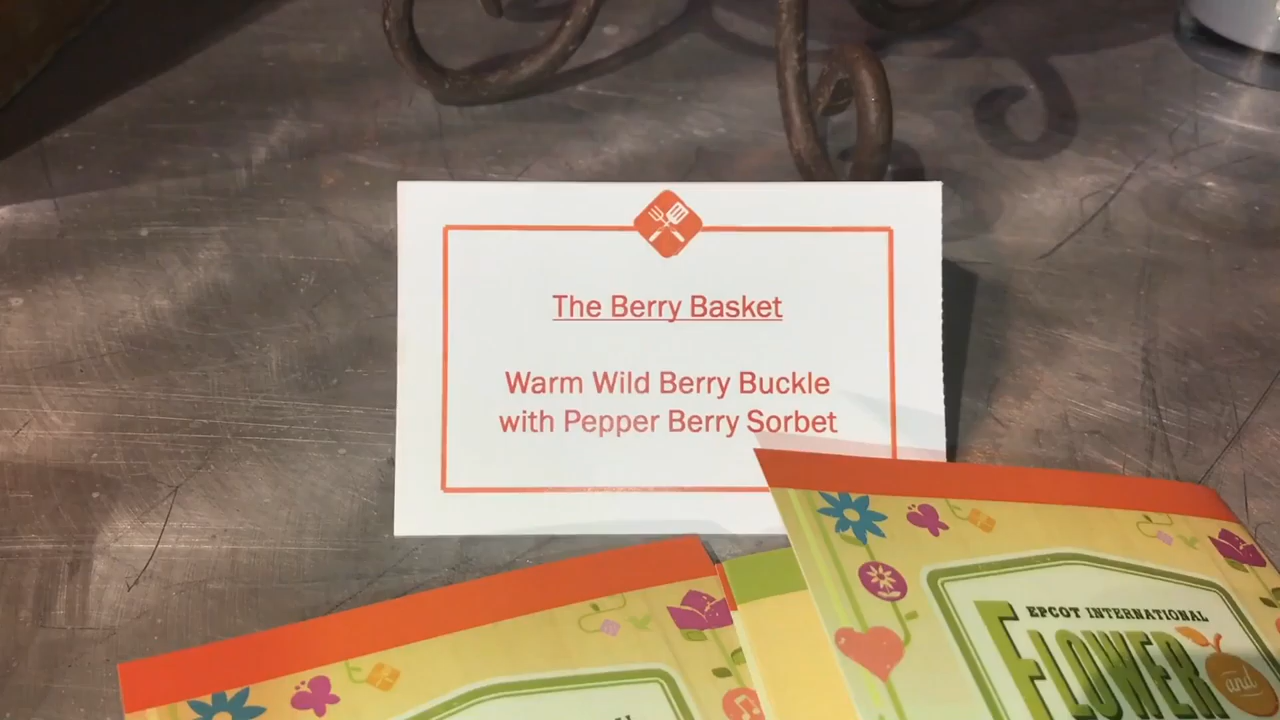 The Berry Basket
Warm Wild Berry Buckle
with Pepper Berry Sorbet
EPCOT INTERNATIONAL
FLOWER
and